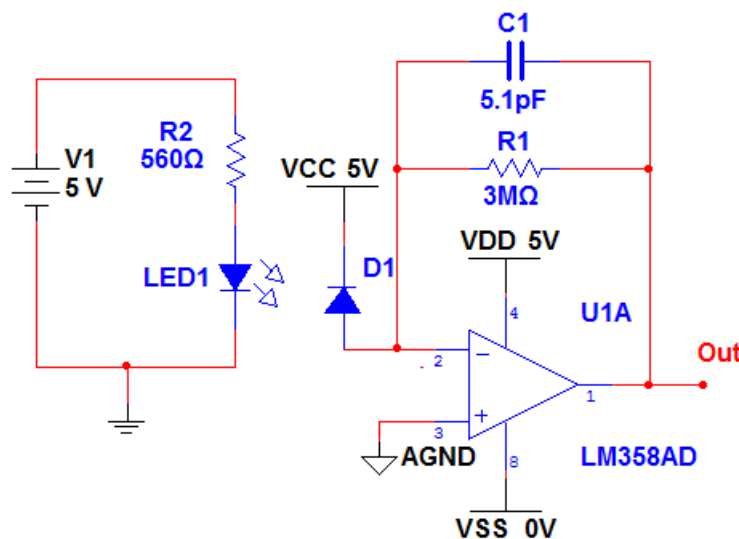 C1
5.1pF
R2
560Ω
R1
3MΩ
V1
5 V
VCC 5V
VDD 5V
LED1
D1
4
U1A
2
−
Out
1
+
3
AGND
8
LM358AD
VSS 0V